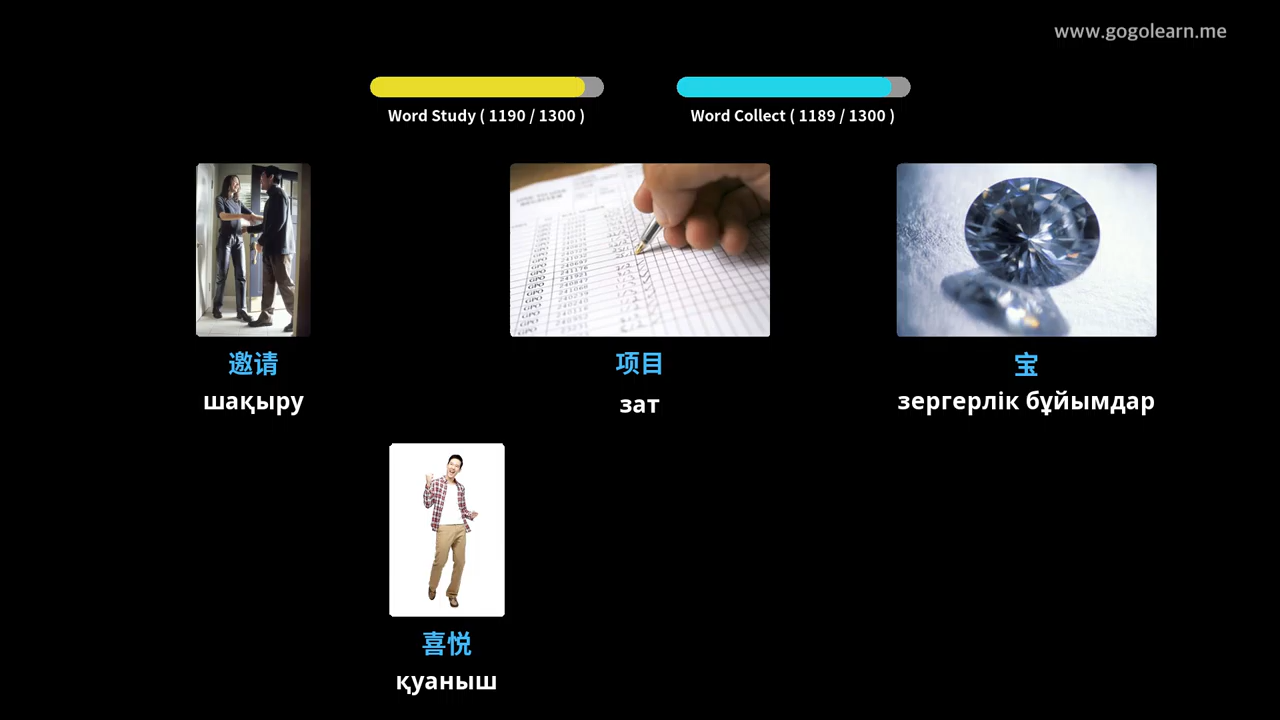 www.gogolearn.me
Word Study ( 1190 / 1300 )
Word Collect ( 1189 / 1300 )
邀请
шақыру
项目
зат
宝
зергерлік бұйымдар
喜悦
қуаныш